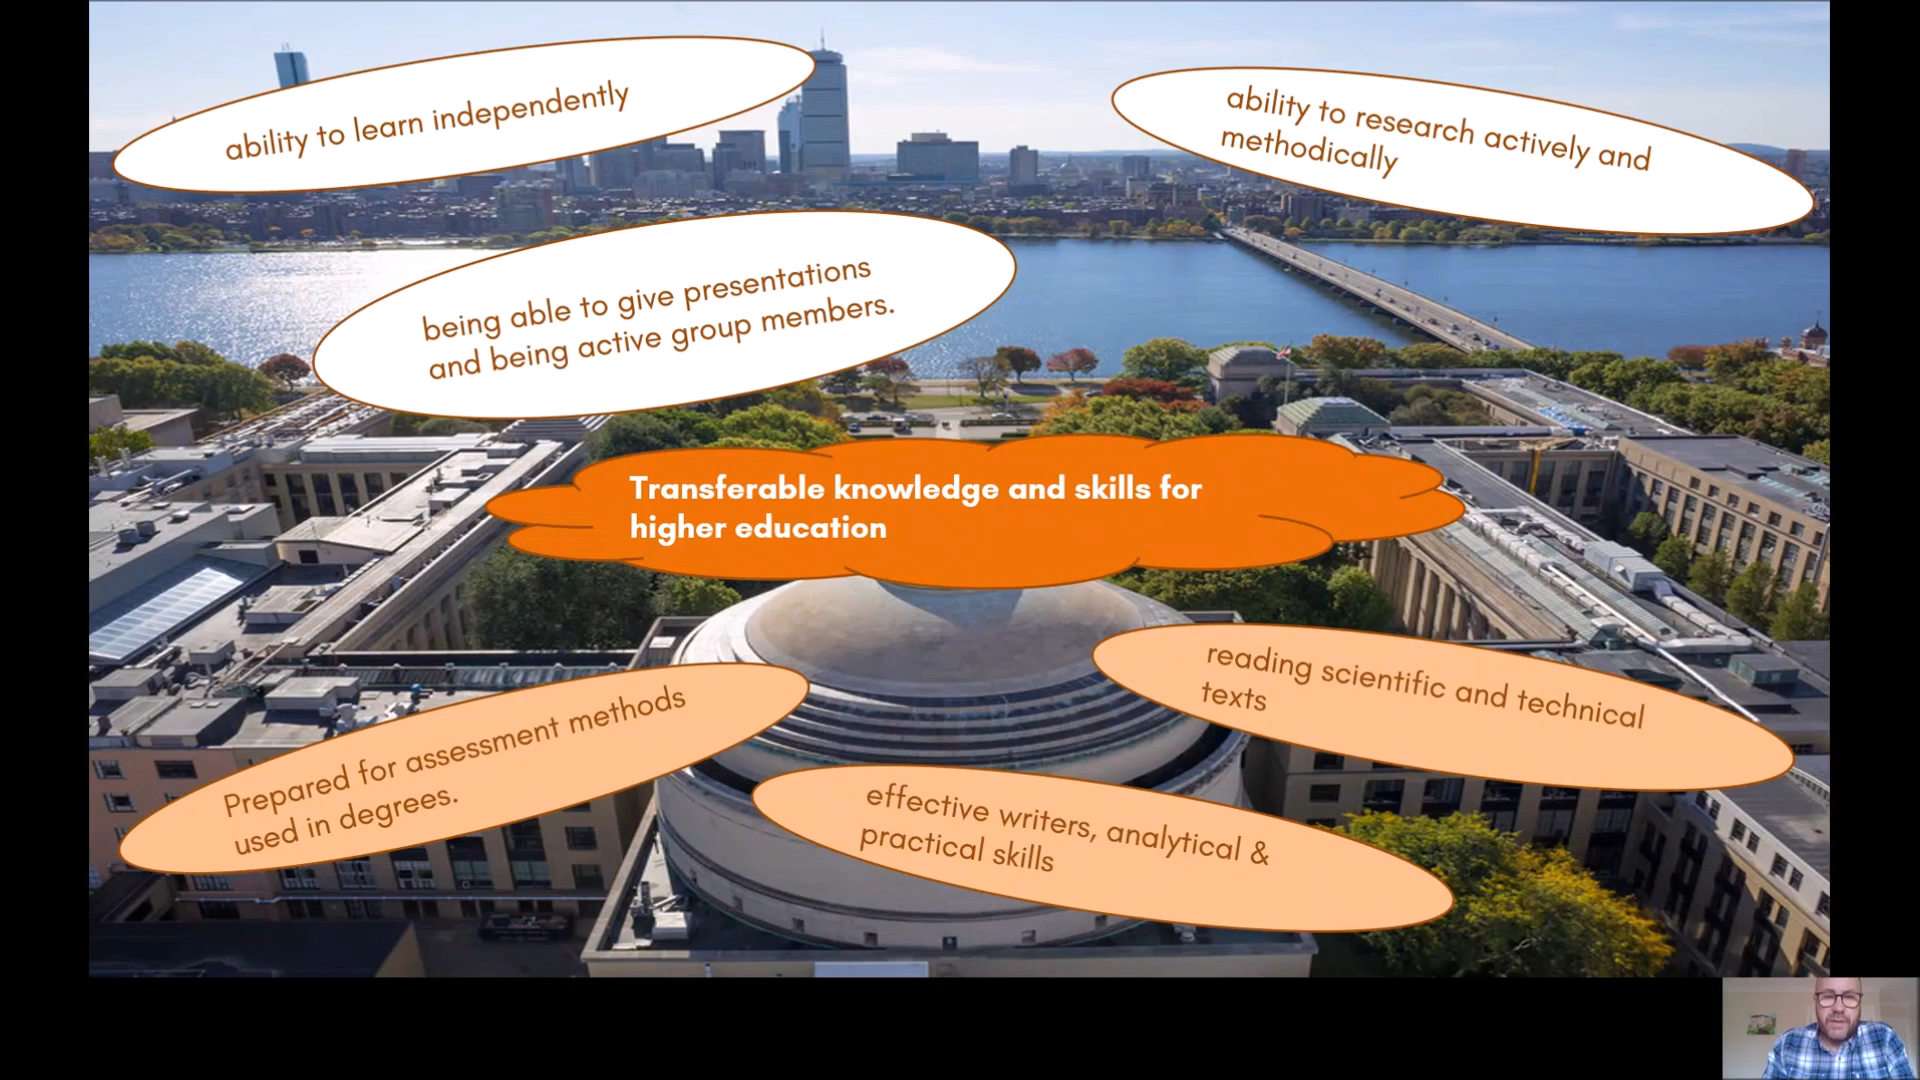 ability to learn independently
ability to research actively and
methodically
being able to give presentations
and being active group members.
Transferable knowledge and skills for
higher education
reading scientific and technical
texts
Prepared for assessment methods
used in degrees.
effective writers, analytical &
practical skills